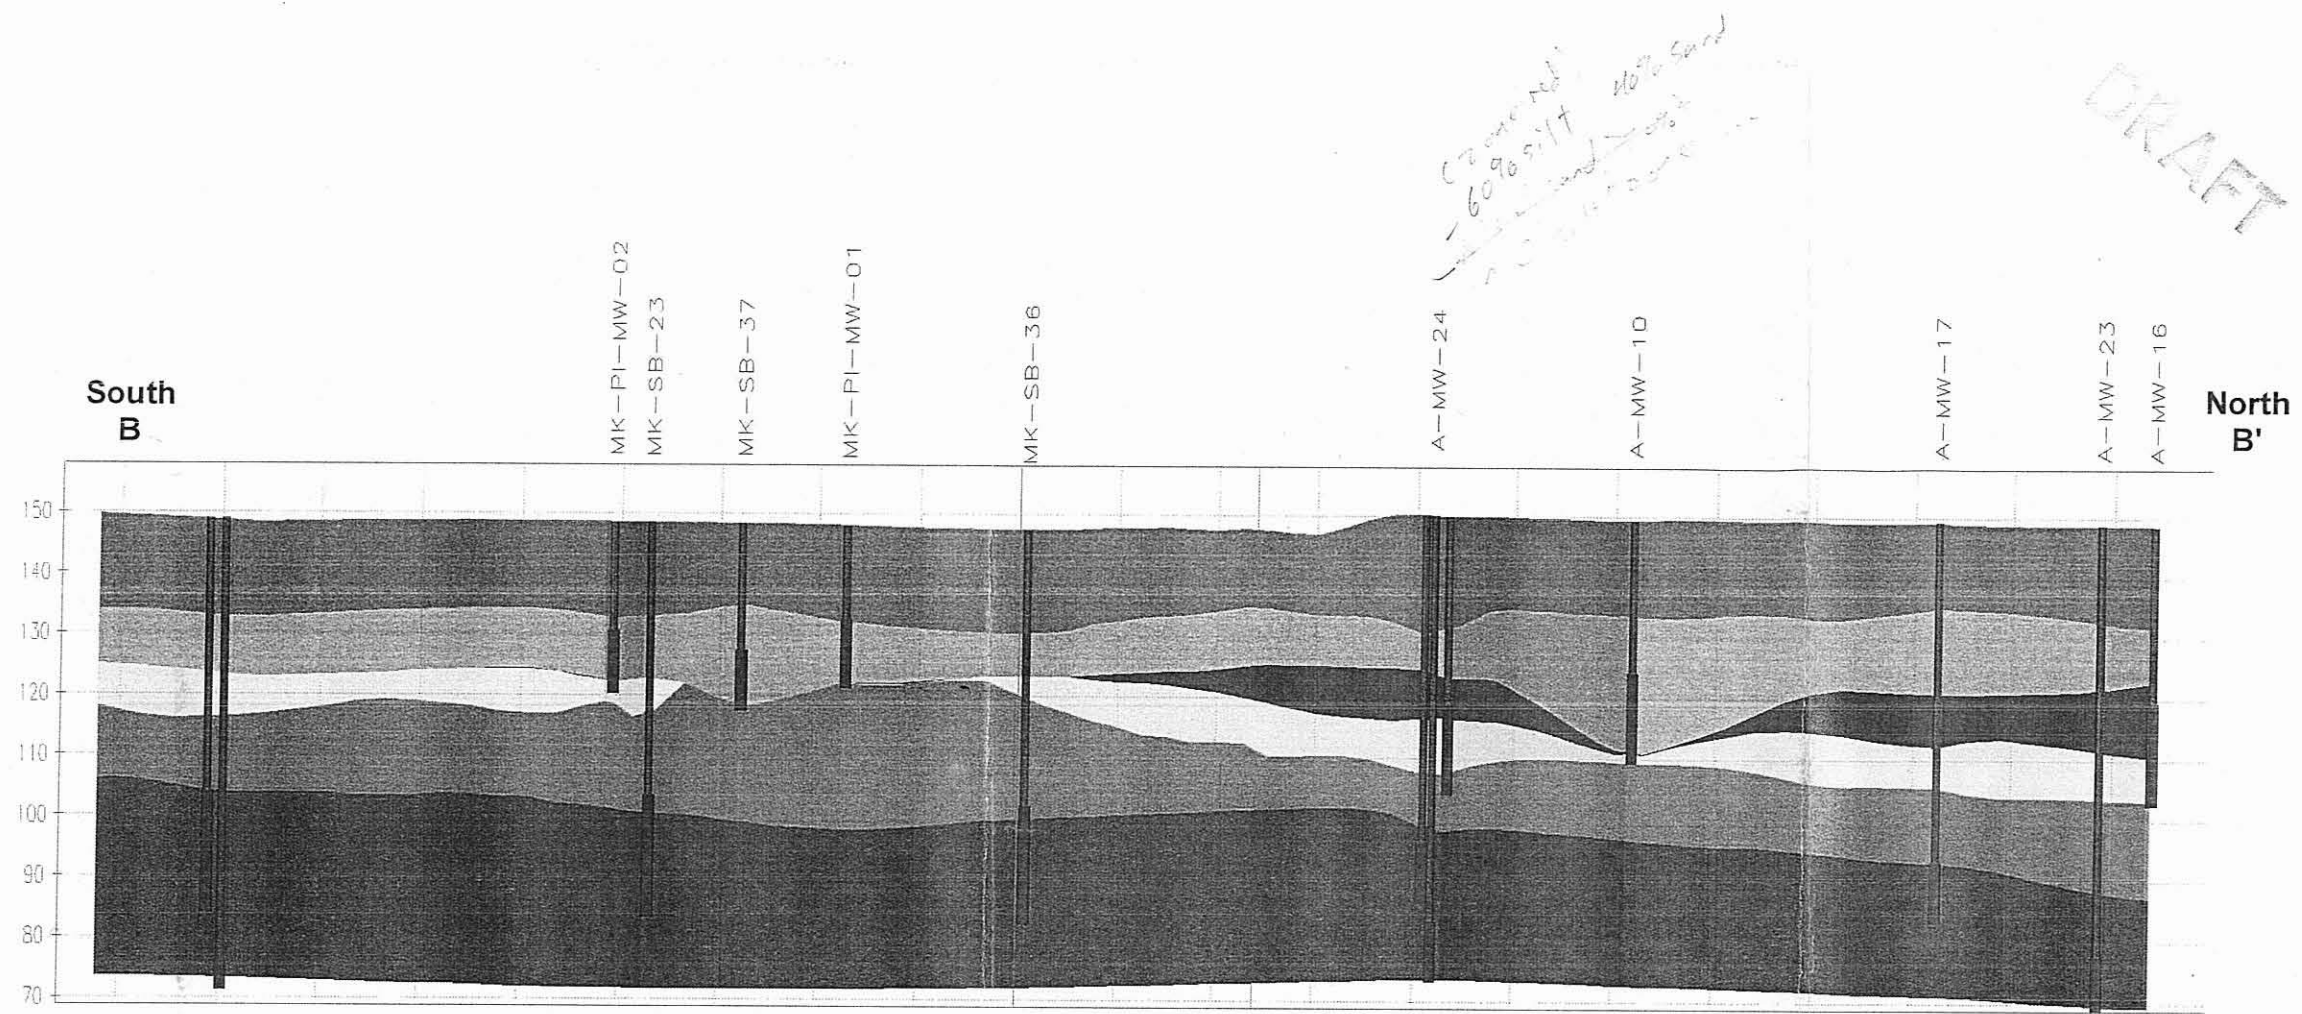 40% sand
60% silt
sand
DRAFT
MK-PI-MW-02
MK-SB-23
MK-SB-37
MK-PI-MW-01
MK-SB-36
A-MW-24
A-MW-10
A-MW-17
A-MW-23
A-MW-16
South
B
North
B'
150
140
130
120
110
100
90
80
70